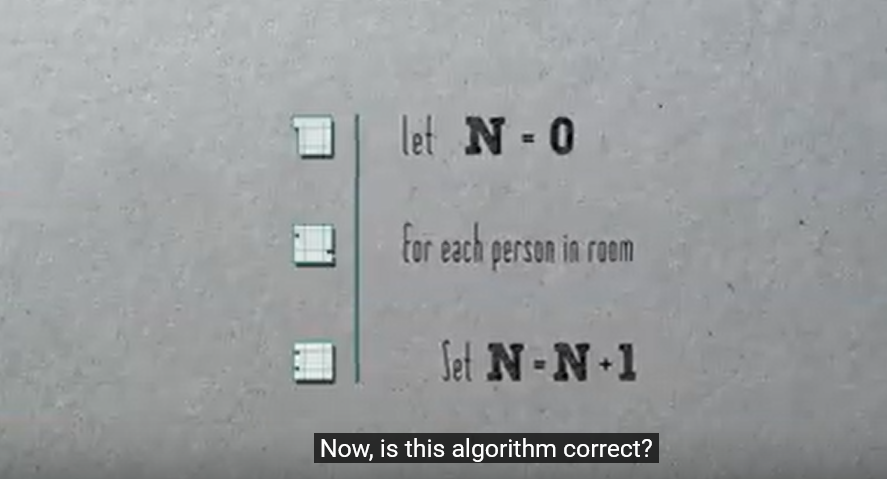 let N = 0
For each person in room
Set N = N + 1
Now, is this algorithm correct?